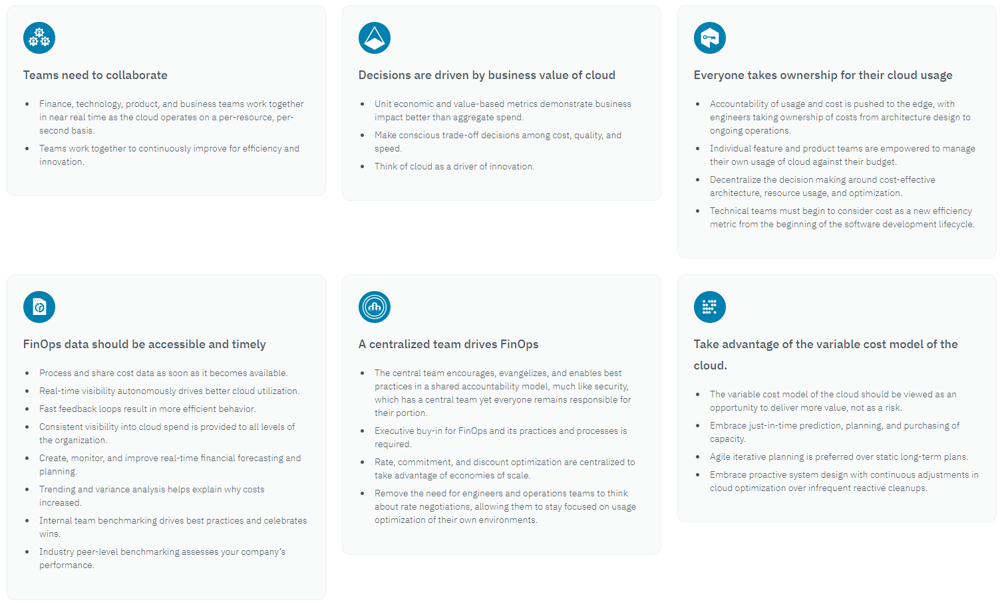 Teams need to collaborate
Finance, technology, product, and business teams work together
in near real time as the cloud operates on a per-resource, per-
second basis.
Teams work together to continuously improve for efficiency and
innovation.
Decisions are driven by business value of cloud
Unit economic and value-based metrics demonstrate business
impact better than aggregate spend.
Make conscious trade-off decisions among cost, quality, and
speed.
Think of cloud as a driver of innovation.
Everyone takes ownership for their cloud usage
Accountability of usage and cost is pushed to the edge, with
engineers taking ownership of costs from architecture design to
ongoing operations.
Individual feature and product teams are empowered to manage
their own usage of cloud against their budget.
Decentralize the decision making around cost-effective
architecture, resource usage, and optimization.
Technical teams must begin to consider cost as a new efficiency
metric from the beginning of the software development lifecycle.
FinOps data should be accessible and timely
Process and share cost data as soon as it becomes available.
Real-time visibility autonomously drives better cloud utilization.
Fast feedback loops result in more efficient behavior.
Consistent visibility into cloud spend is provided to all levels of
the organization.
Create, monitor, and improve real-time financial forecasting and
planning.
Trending and variance analysis helps explain why costs
increased.
Internal team benchmarking drives best practices and celebrates
wins.
Industry peer-level benchmarking assesses your company’s
performance.
A centralized team drives FinOps
The central team encourages, evangelizes, and enables best
practices in a shared accountability model, much like security,
which has a central team yet everyone remains responsible for
their portion.
Executive buy-in for FinOps and its practices and processes is
required.
Rate, commitment, and discount optimization are centralized to
take advantage of economies of scale.
Remove the need for engineers and operations teams to think
about rate negotiations, allowing them to stay focused on usage
optimization of their own environments.
Take advantage of the variable cost model of the
cloud.
The variable cost model of the cloud should be viewed as an
opportunity to deliver more value, not as a risk.
Embrace just-in-time prediction, planning, and purchasing of
capacity.
Agile iterative planning is preferred over static long-term plans.
Embrace proactive system design with continuous adjustments in
cloud optimization over infrequent reactive cleanups.